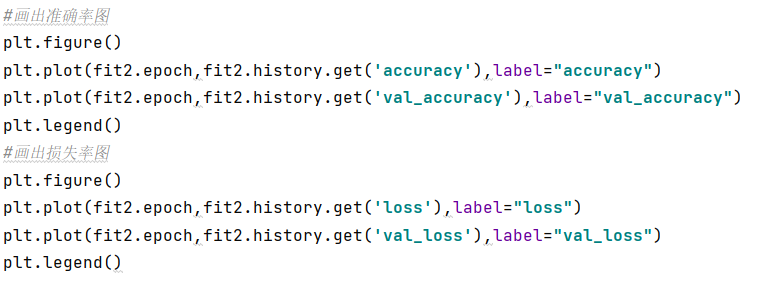 #画出准确率图
plt.figure()
plt.plot(fit2.epoch,fit2.history.get('accuracy'),label="accuracy")
plt.plot(fit2.epoch,fit2.history.get('val_accuracy'),label="val_accuracy")
plt.legend()
#画出损失率图
plt.figure()
plt.plot(fit2.epoch,fit2.history.get('loss'),label="loss")
plt.plot(fit2.epoch,fit2.history.get('val_loss'),label="val_loss")
plt.legend()